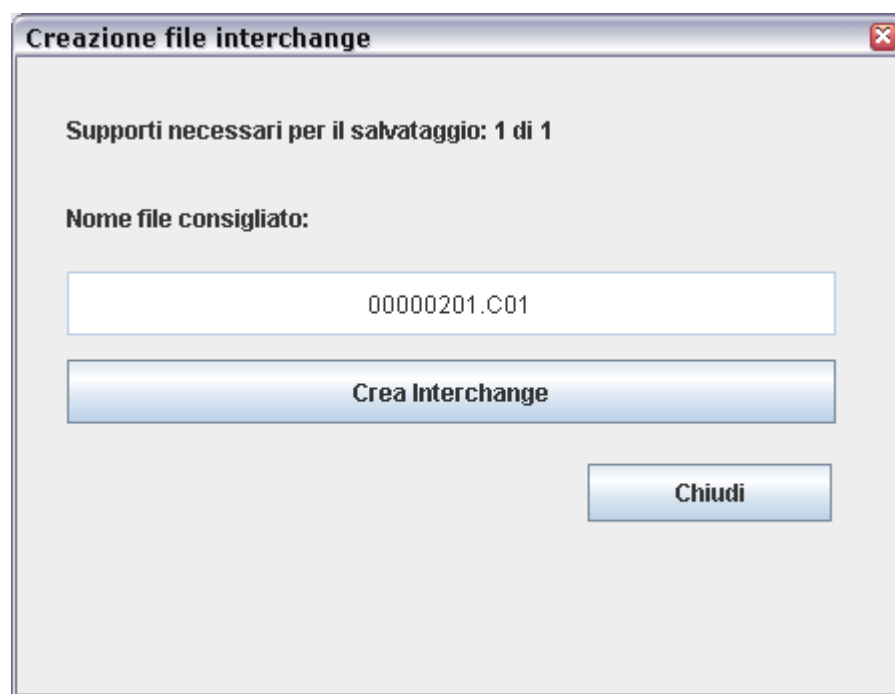 Creazione file interchange
Supporti necessari per il salvataggio: 1 di 1
Nome file consigliato:
00000201.C01
Crea Interchange
Chiudi